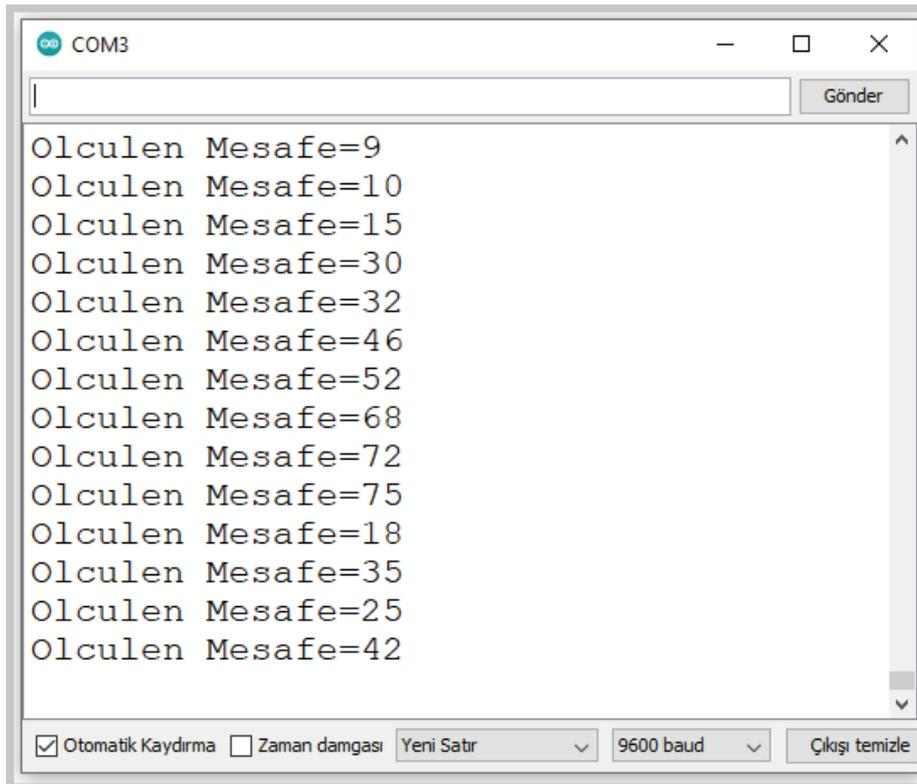 COM3
Gönder
Olculen Mesafe=9
Olculen Mesafe=10
Olculen Mesafe=15
Olculen Mesafe=30
Olculen Mesafe=32
Olculen Mesafe=46
Olculen Mesafe=52
Olculen Mesafe=68
Olculen Mesafe=72
Olculen Mesafe=75
Olculen Mesafe=18
Olculen Mesafe=35
Olculen Mesafe=25
Olculen Mesafe=42
Otomatik Kaydırma Zaman damgası Yeni Satır 9600 baud Çıkışı temizle